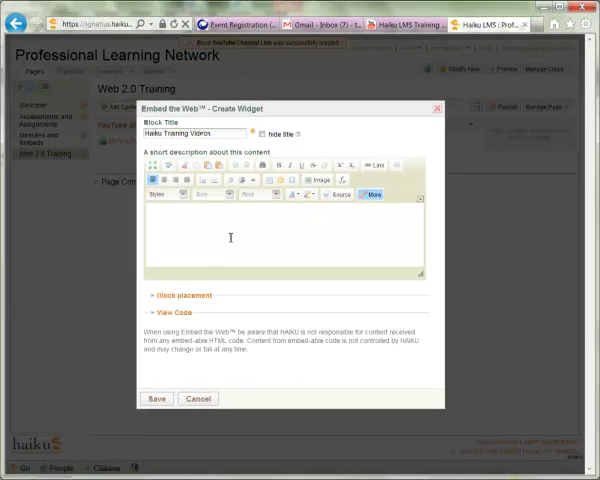 https://ignatius.haiku.
Event Registration (...
Gmail - Inbox (7) - t...
Haiku LMS Training ...
Haiku LMS : Prof...
Block YouTube Channel Link was successfully created
Professional Learning Network
Pages
What's New
Preview
Manage Class
Web 2.0 Training
Welcome
Assessments and
Assignments
Embeds
Web 2.0 Training
Publish
Manage Page
Embed the Web™ - Create Widget
Block Title
Haiku Training Videos
hide title
A short description about this content
B I U S
Link
Image
Styles
Size
Font
Source
More
Block placement
View Code
When using Embed the Web™ be aware that HAIKU is not responsible for content received
from any embed-able HTML code. Content from embed-able code is not controlled by HAIKU
and may change or fail at any time.
Save
Cancel
haiku
Go
People
Classes